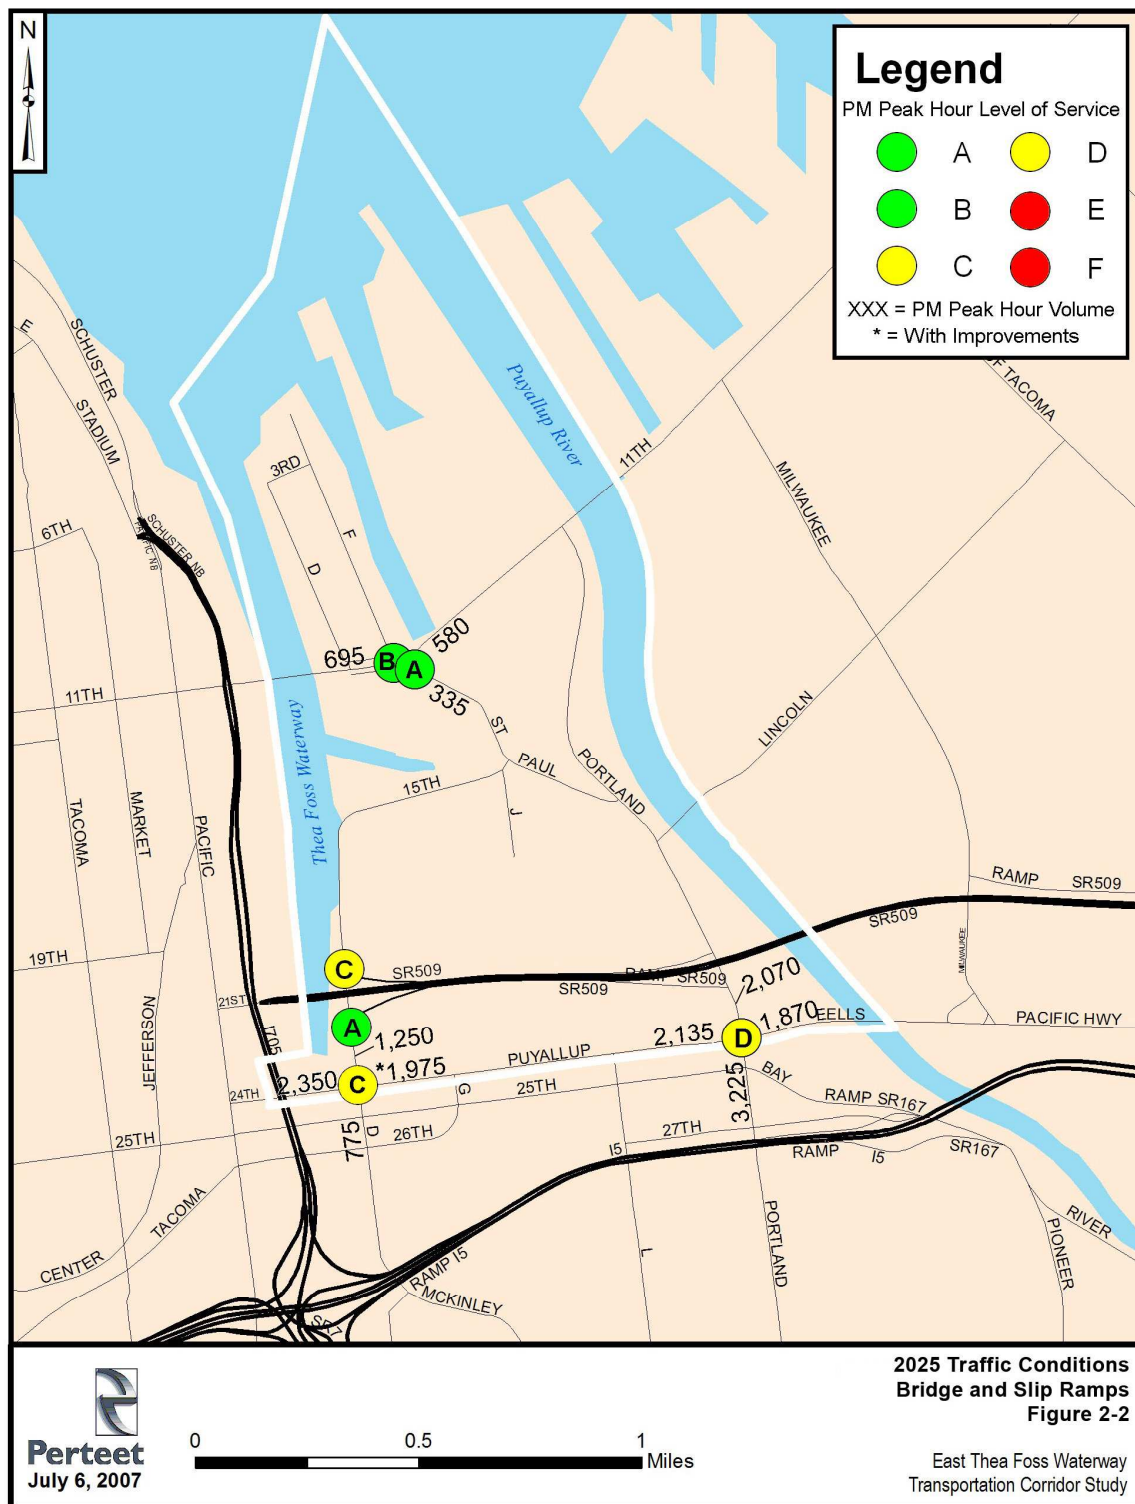 N
Legend
PM Peak Hour Level of Service
A D
B E
C F
XXX = PM Peak Hour Volume
* = With Improvements
OF TACOMA
E
SCHUSTER
STADIUM
Puyallup River
11TH
MILWAUKEE
3RD
F
D
6TH
SCHUSTER NB
PACIFIC NB
695
B
A
580
335
11TH
ST
PAUL
PORTLAND
LINCOLN
Thea Foss Waterway
15TH
J
TACOMA
MARKET
PACIFIC
RAMP
SR509
SR509
19TH
MILWAUKEE
C
SR509
RAMP
SR509
SR509
2,070
21ST
JEFFERSON
I705
A
1,250
2,135
D
1,870
EELLS
PACIFIC HWY
PUYALLUP
*1,975
2,350
C
24TH
G
25TH
BAY
3,225
RAMP SR167
775
D
26TH
25TH
27TH
I5
RAMP
I5
SR167
TACOMA
CENTER
RAMP I5
MCKINLEY
SR7
L
PORTLAND
PIONEER
RIVER
2025 Traffic Conditions
Bridge and Slip Ramps
Figure 2-2
Perteet
July 6, 2007
0 0.5 1
Miles
East Thea Foss Waterway
Transportation Corridor Study